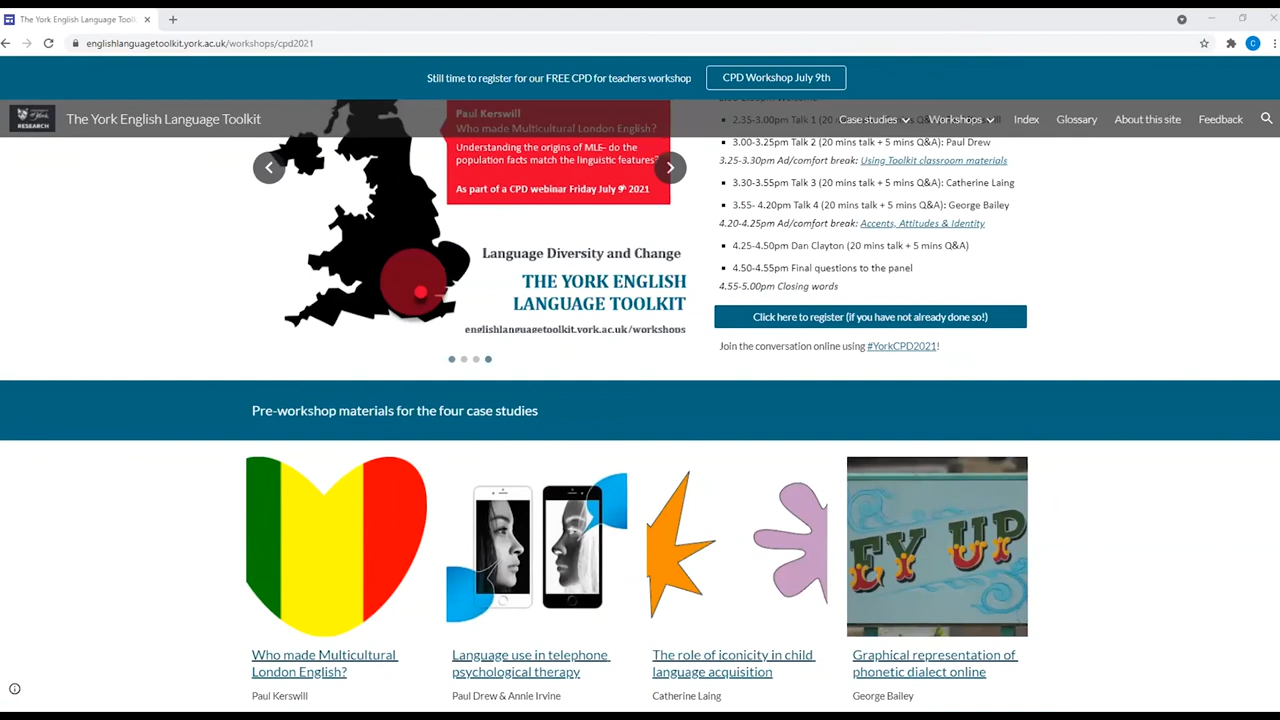 The York English Language Toolk
englishlanguagetoolkit.york.ac.uk/workshops/cpd2021
C
Still time to register for our FREE CPD for teachers workshop
CPD Workshop July 9th
RESEARCH
The York English Language Toolkit
Case studies
Workshops
Index
Glossary
About this site
Feedback
Paul Kerswill
Who made Multicultural London English?
Understanding the origins of MLE- do the
population facts match the linguistic features?
As part of a CPD webinar Friday July 9th 2021
Language Diversity and Change
THE YORK ENGLISH
LANGUAGE TOOLKIT
englishlanguagetoolkit.york.ac.uk/workshops
2.35-3.00pm Talk 1 (20 mins talk + 5 mins Q&A):
3.00-3.25pm Talk 2 (20 mins talk + 5 mins Q&A): Paul Drew
3.25-3.30pm Ad/comfort break: Using Toolkit classroom materials
3.30-3.55pm Talk 3 (20 mins talk + 5 mins Q&A): Catherine Laing
3.55- 4.20pm Talk 4 (20 mins talk + 5 mins Q&A): George Bailey
4.20-4.25pm Ad/comfort break: Accents, Attitudes & Identity
4.25-4.50pm Dan Clayton (20 mins talk + 5 mins Q&A)
4.50-4.55pm Final questions to the panel
4.55-5.00pm Closing words
Click here to register (if you have not already done so!)
Join the conversation online using #YorkCPD2021!
Pre-workshop materials for the four case studies
EY UP
Who made Multicultural
London English?
Paul Kerswill
Language use in telephone
psychological therapy
Paul Drew & Annie Irvine
The role of iconicity in child
language acquisition
Catherine Laing
Graphical representation of
phonetic dialect online
George Bailey